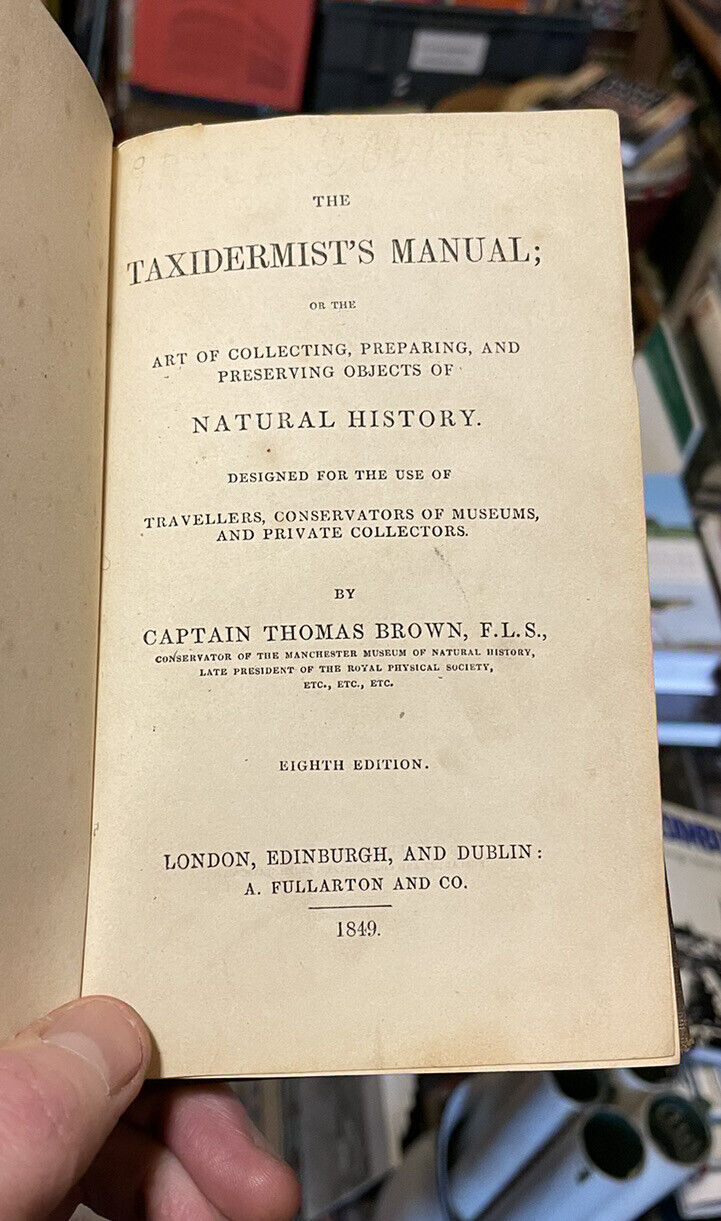 THE
TAXIDERMIST'S MANUAL;
OR THE
ART OF COLLECTING, PREPARING, AND
PRESERVING OBJECTS OF
NATURAL HISTORY.
DESIGNED FOR THE USE OF
TRAVELLERS, CONSERVATORS OF MUSEUMS,
AND PRIVATE COLLECTORS.
BY
CAPTAIN THOMAS BROWN, F.L.S.,
CONSERVATOR OF THE MANCHESTER MUSEUM OF NATURAL HISTORY,
LATE PRESIDENT OF THE ROYAL PHYSICAL SOCIETY,
ETC., ETC., ETC.
EIGHTH EDITION.
LONDON, EDINBURGH, AND DUBLIN:
A. FULLARTON AND CO.
1849.